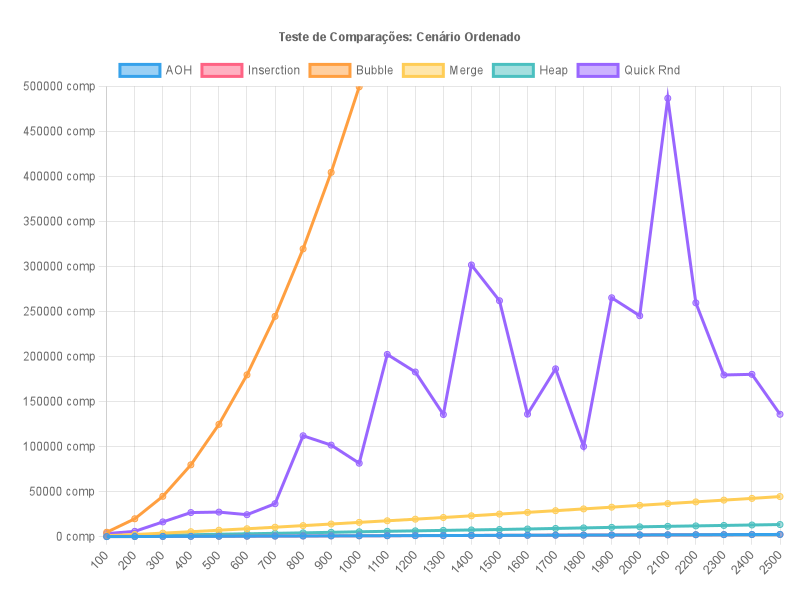 Teste de Comparações: Cenário Ordenado
AOH Inserction Bubble Merge Heap Quick Rnd
500000 comp
450000 comp
400000 comp
350000 comp
300000 comp
250000 comp
200000 comp
150000 comp
100000 comp
50000 comp
0 comp
100 200 300 400 500 600 700 800 900 1000 1100 1200 1300 1400 1500 1600 1700 1800 1900 2000 2100 2200 2300 2400 2500